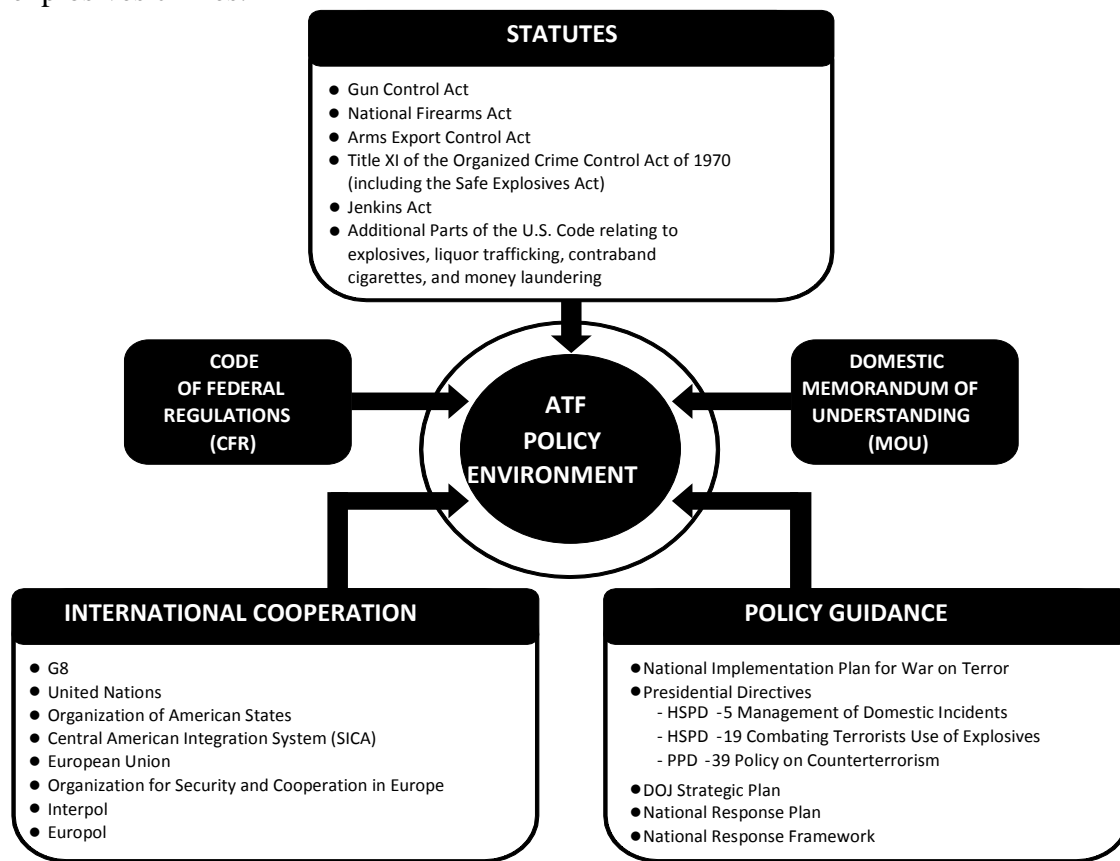 STATUTES
● Gun Control Act
● National Firearms Act
● Arms Export Control Act
● Title XI of the Organized Crime Control Act of 1970
(including the Safe Explosives Act)
● Jenkins Act
● Additional Parts of the U.S. Code relating to
explosives, liquor trafficking, contraband
cigarettes, and money laundering
CODE
OF FEDERAL
REGULATIONS
(CFR)
ATF
POLICY
ENVIRONMENT
DOMESTIC
MEMORANDUM OF
UNDERSTANDING
(MOU)
INTERNATIONAL COOPERATION
● G8
● United Nations
● Organization of American States
● Central American Integration System (SICA)
● European Union
● Organization for Security and Cooperation in Europe
● Interpol
● Europol
POLICY GUIDANCE
●National Implementation Plan for War on Terror
●Presidential Directives
- HSPD -5 Management of Domestic Incidents
- HSPD -19 Combating Terrorists Use of Explosives
- PPD -39 Policy on Counterterrorism
●DOJ Strategic Plan
●National Response Plan
●National Response Framework